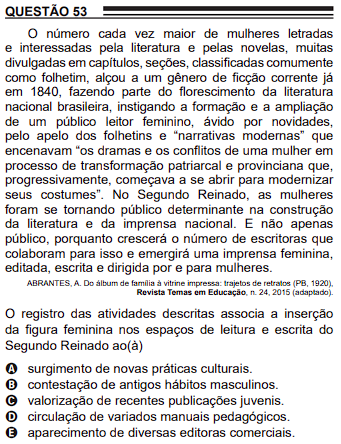 QUESTÃO 53
O número cada vez maior de mulheres letradas
e interessadas pela literatura e pelas novelas, muitas
divulgadas em capítulos, seções, classificadas comumente
como folhetim, alçou a um gênero de ficção corrente já
em 1840, fazendo parte do florescimento da literatura
nacional brasileira, instigando a formação e a ampliação
de um público leitor feminino, ávido por novidades,
pelo apelo dos folhetins e “narrativas modernas” que
encenavam “os dramas e os conflitos de uma mulher em
processo de transformação patriarcal e provinciana que,
progressivamente, começava a se abrir para modernizar
seus costumes”. No Segundo Reinado, as mulheres
foram se tornando público determinante na construção
da literatura e da imprensa nacional. E não apenas
público, porquanto crescerá o número de escritoras que
colaboram para isso e emergirá uma imprensa feminina,
editada, escrita e dirigida por e para mulheres.
ABRANTES, A. Do álbum de família à vitrine impressa: trajetos de retratos (PB, 1920),
Revista Temas em Educação, n. 24, 2015 (adaptado).
O registro das atividades descritas associa a inserção
da figura feminina nos espaços de leitura e escrita do
Segundo Reinado ao(à)
A surgimento de novas práticas culturais.
B contestação de antigos hábitos masculinos.
C valorização de recentes publicações juvenis.
D circulação de variados manuais pedagógicos.
E aparecimento de diversas editoras comerciais.